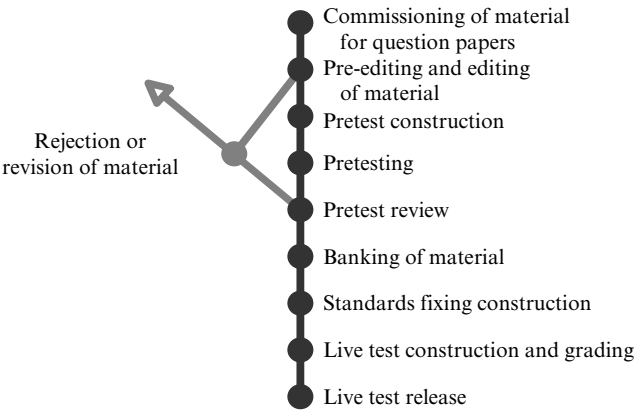 Commissioning of material
for question papers
Pre-editing and editing
of material
Pretest construction
Rejection or
revision of material
Pretesting
Pretest review
Banking of material
Standards fixing construction
Live test construction and grading
Live test release